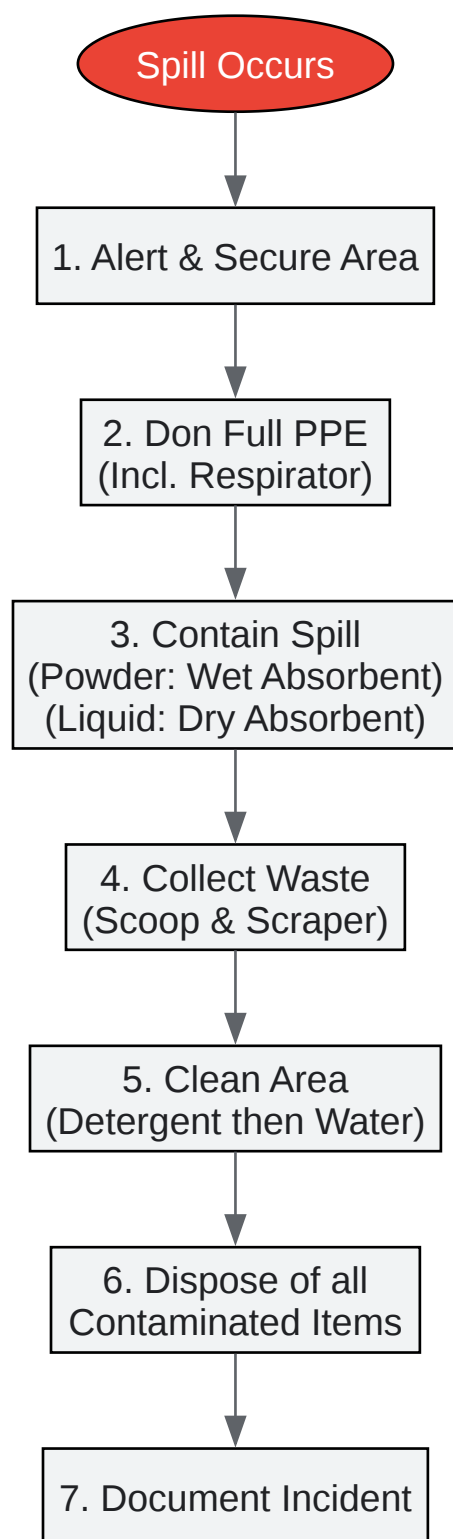 Spill Occurs
1. Alert & Secure Area
2. Don Full PPE
(Incl. Respirator)
3. Contain Spill
(Powder: Wet Absorbent)
(Liquid: Dry Absorbent)
4. Collect Waste
(Scoop & Scraper)
5. Clean Area
(Detergent then Water)
6. Dispose of all
Contaminated Items
7. Document Incident